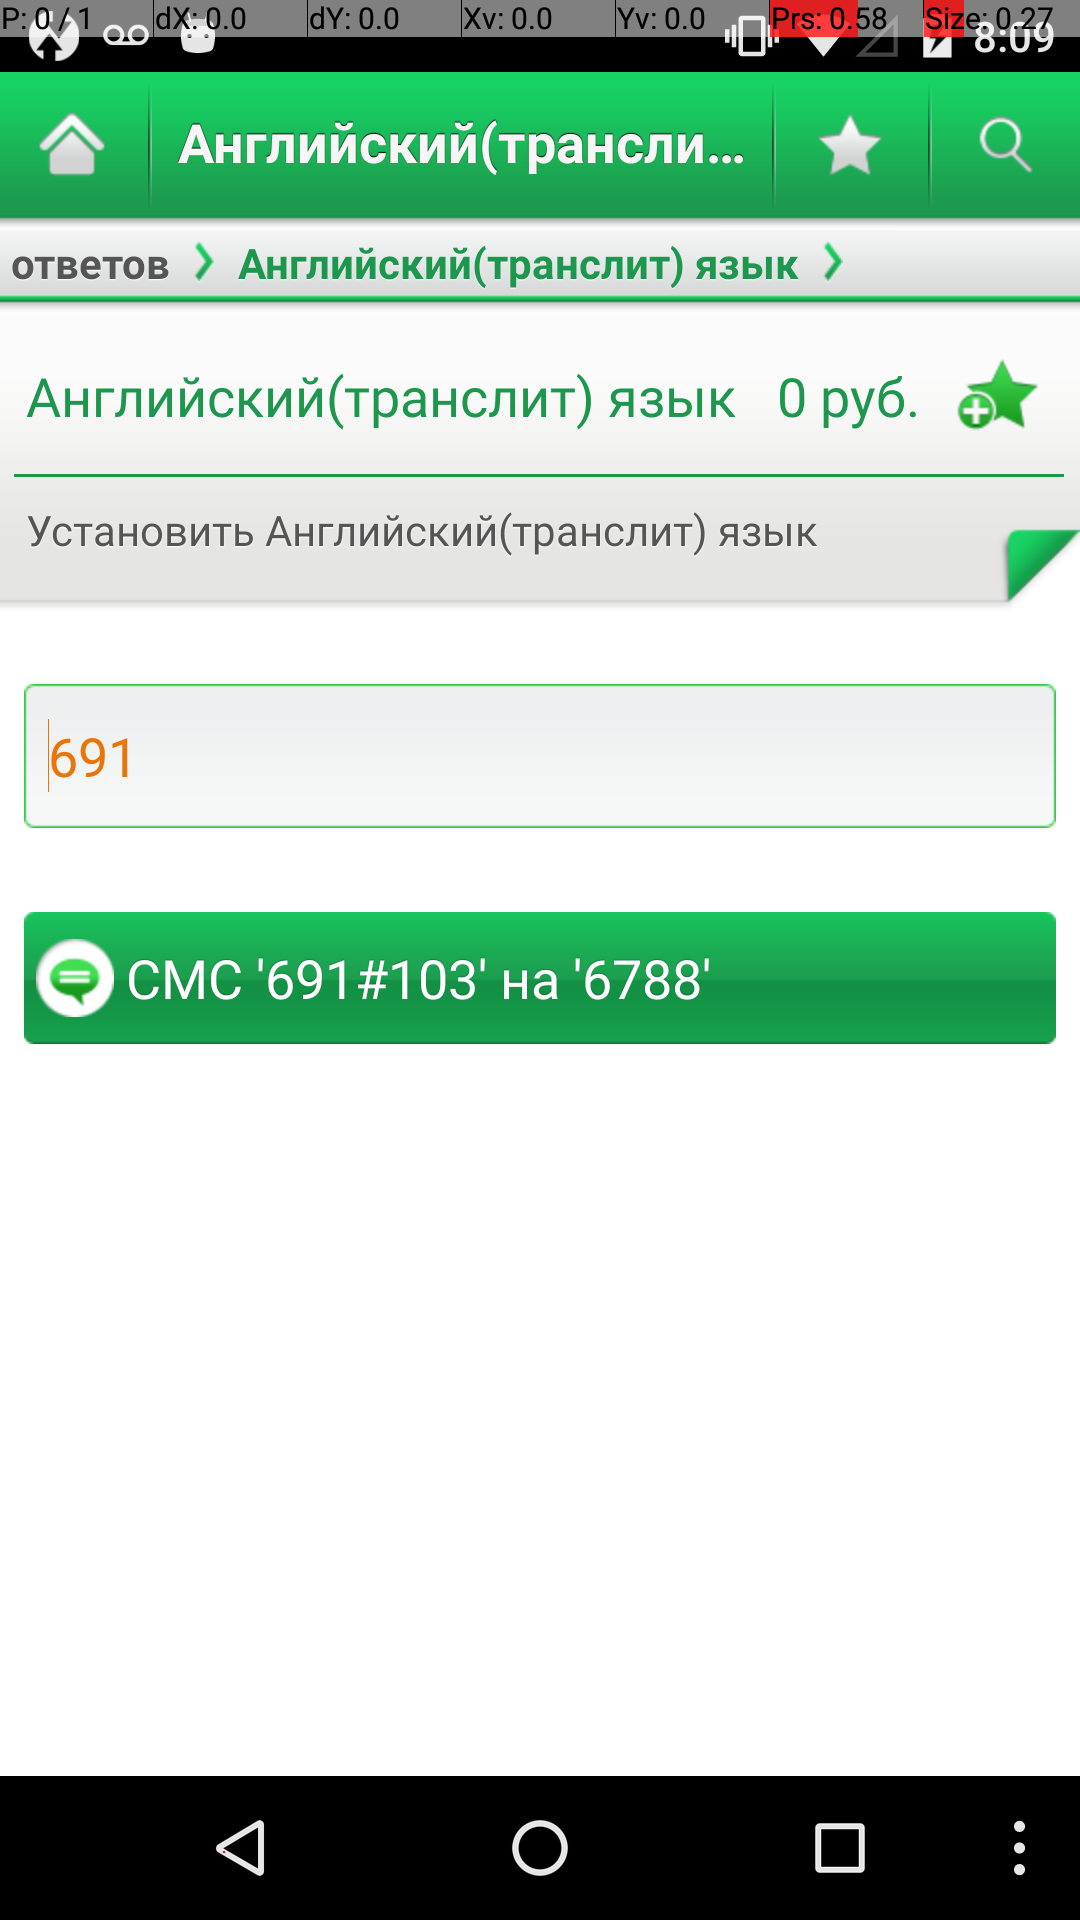 P: 0 / 1 dX: 0.0 dY: 0.0 Xv: 0.0 Yv: 0.0 Prs: 0.58 Size: 0.27
8:09
Английский(трансли...
ответов Английский(транслит) язык
Английский(транслит) язык 0 руб.
Установить Английский(транслит) язык
691
СМС '691#103' на '6788'